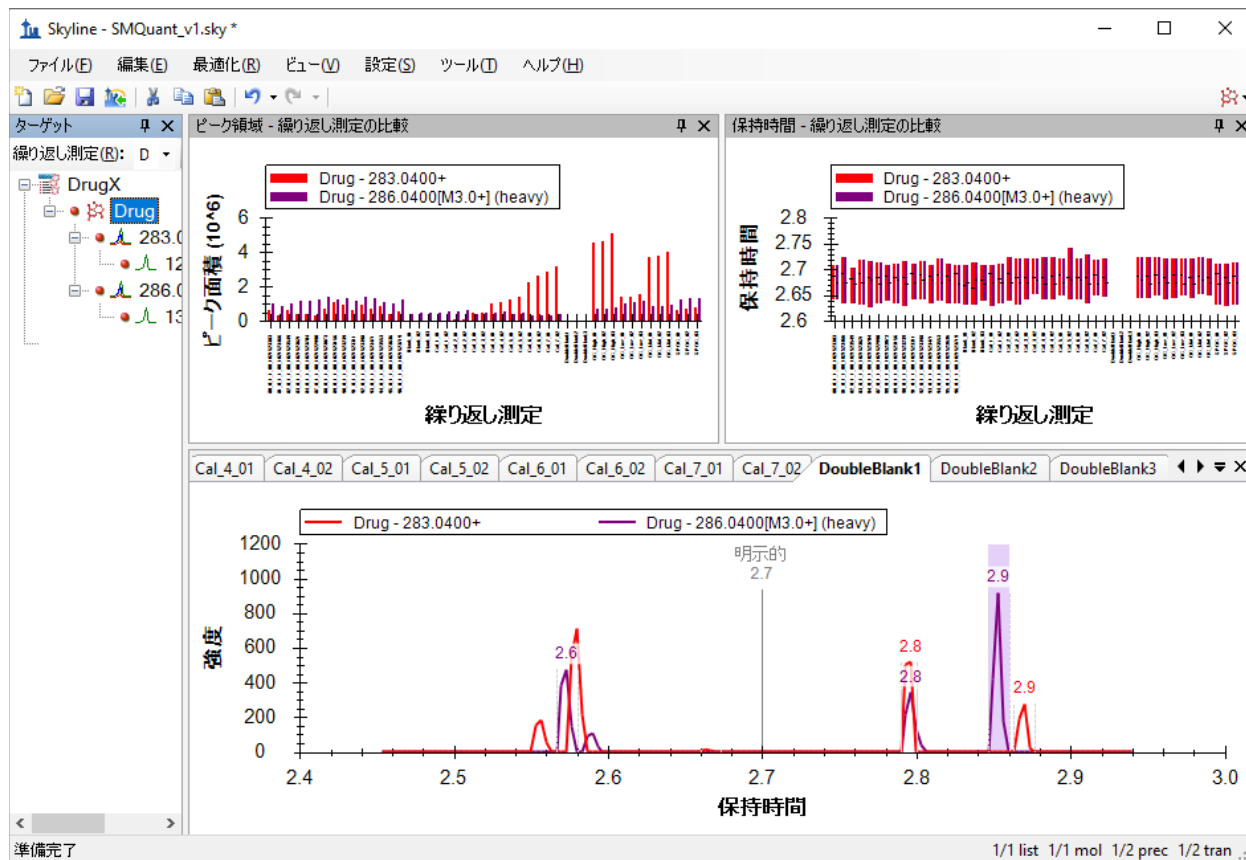 Skyline - SMQuant_v1.sky *
ファイル(F) 編集(E) 最適化(R) ビュー(V) 設定(S) ツール(T) ヘルプ(H)
ターゲット
繰り返し測定(R): D
DrugX
Drug
283.0
12
286.0
13
ピーク領域 - 繰り返し測定の比較
Drug - 283.0400+
Drug - 286.0400[M3.0+] (heavy)
ピーク面積 (10^6)
6
4
2
0
繰り返し測定
保持時間 - 繰り返し測定の比較
Drug - 283.0400+
Drug - 286.0400[M3.0+] (heavy)
保持時間
2.8
2.75
2.7
2.65
2.6
繰り返し測定
Cal_4_01 Cal_4_02 Cal_5_01 Cal_5_02 Cal_6_01 Cal_6_02 Cal_7_01 Cal_7_02 DoubleBlank1 DoubleBlank2 DoubleBlank3
Drug - 283.0400+ Drug - 286.0400[M3.0+] (heavy)
強度
1200
1000
800
600
400
200
0
明示的
2.7
2.6
2.8
2.8
2.9
2.9
2.4 2.5 2.6 2.7 2.8 2.9 3.0
保持時間
準備完了
1/1 list 1/1 mol 1/2 prec 1/2 tran